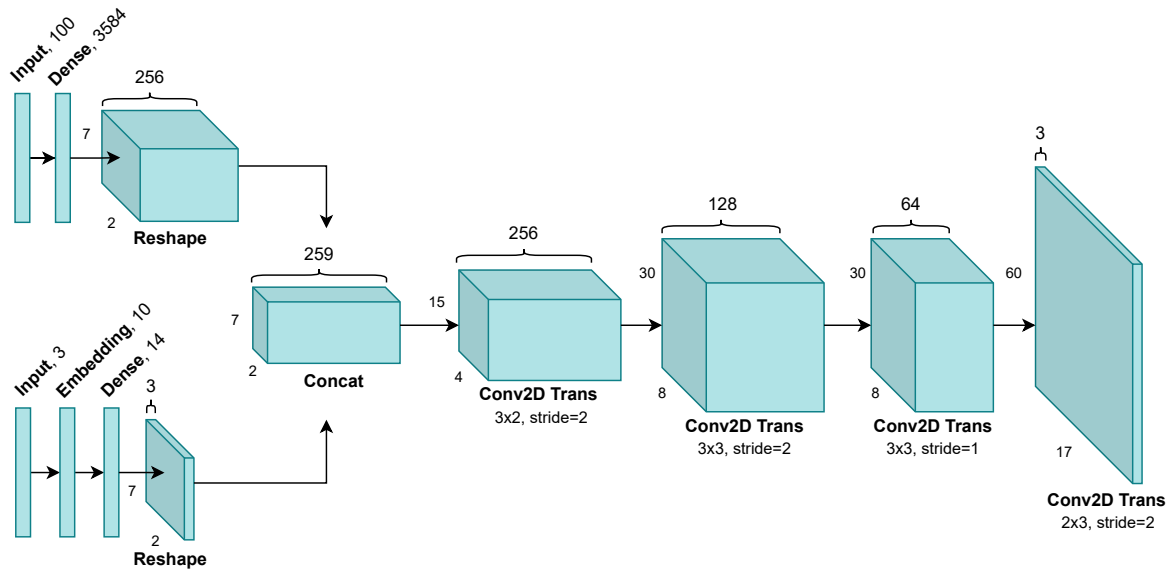 Input, 100
Dense, 3584
256
7
2
Reshape
Input, 3
Embedding, 10
Dense, 14
3
7
2
Reshape
259
7
2
Concat
256
15
4
Conv2D Trans
3x2, stride=2
128
30
8
Conv2D Trans
3x3, stride=2
64
30
8
Conv2D Trans
3x3, stride=1
3
60
17
Conv2D Trans
2x3, stride=2